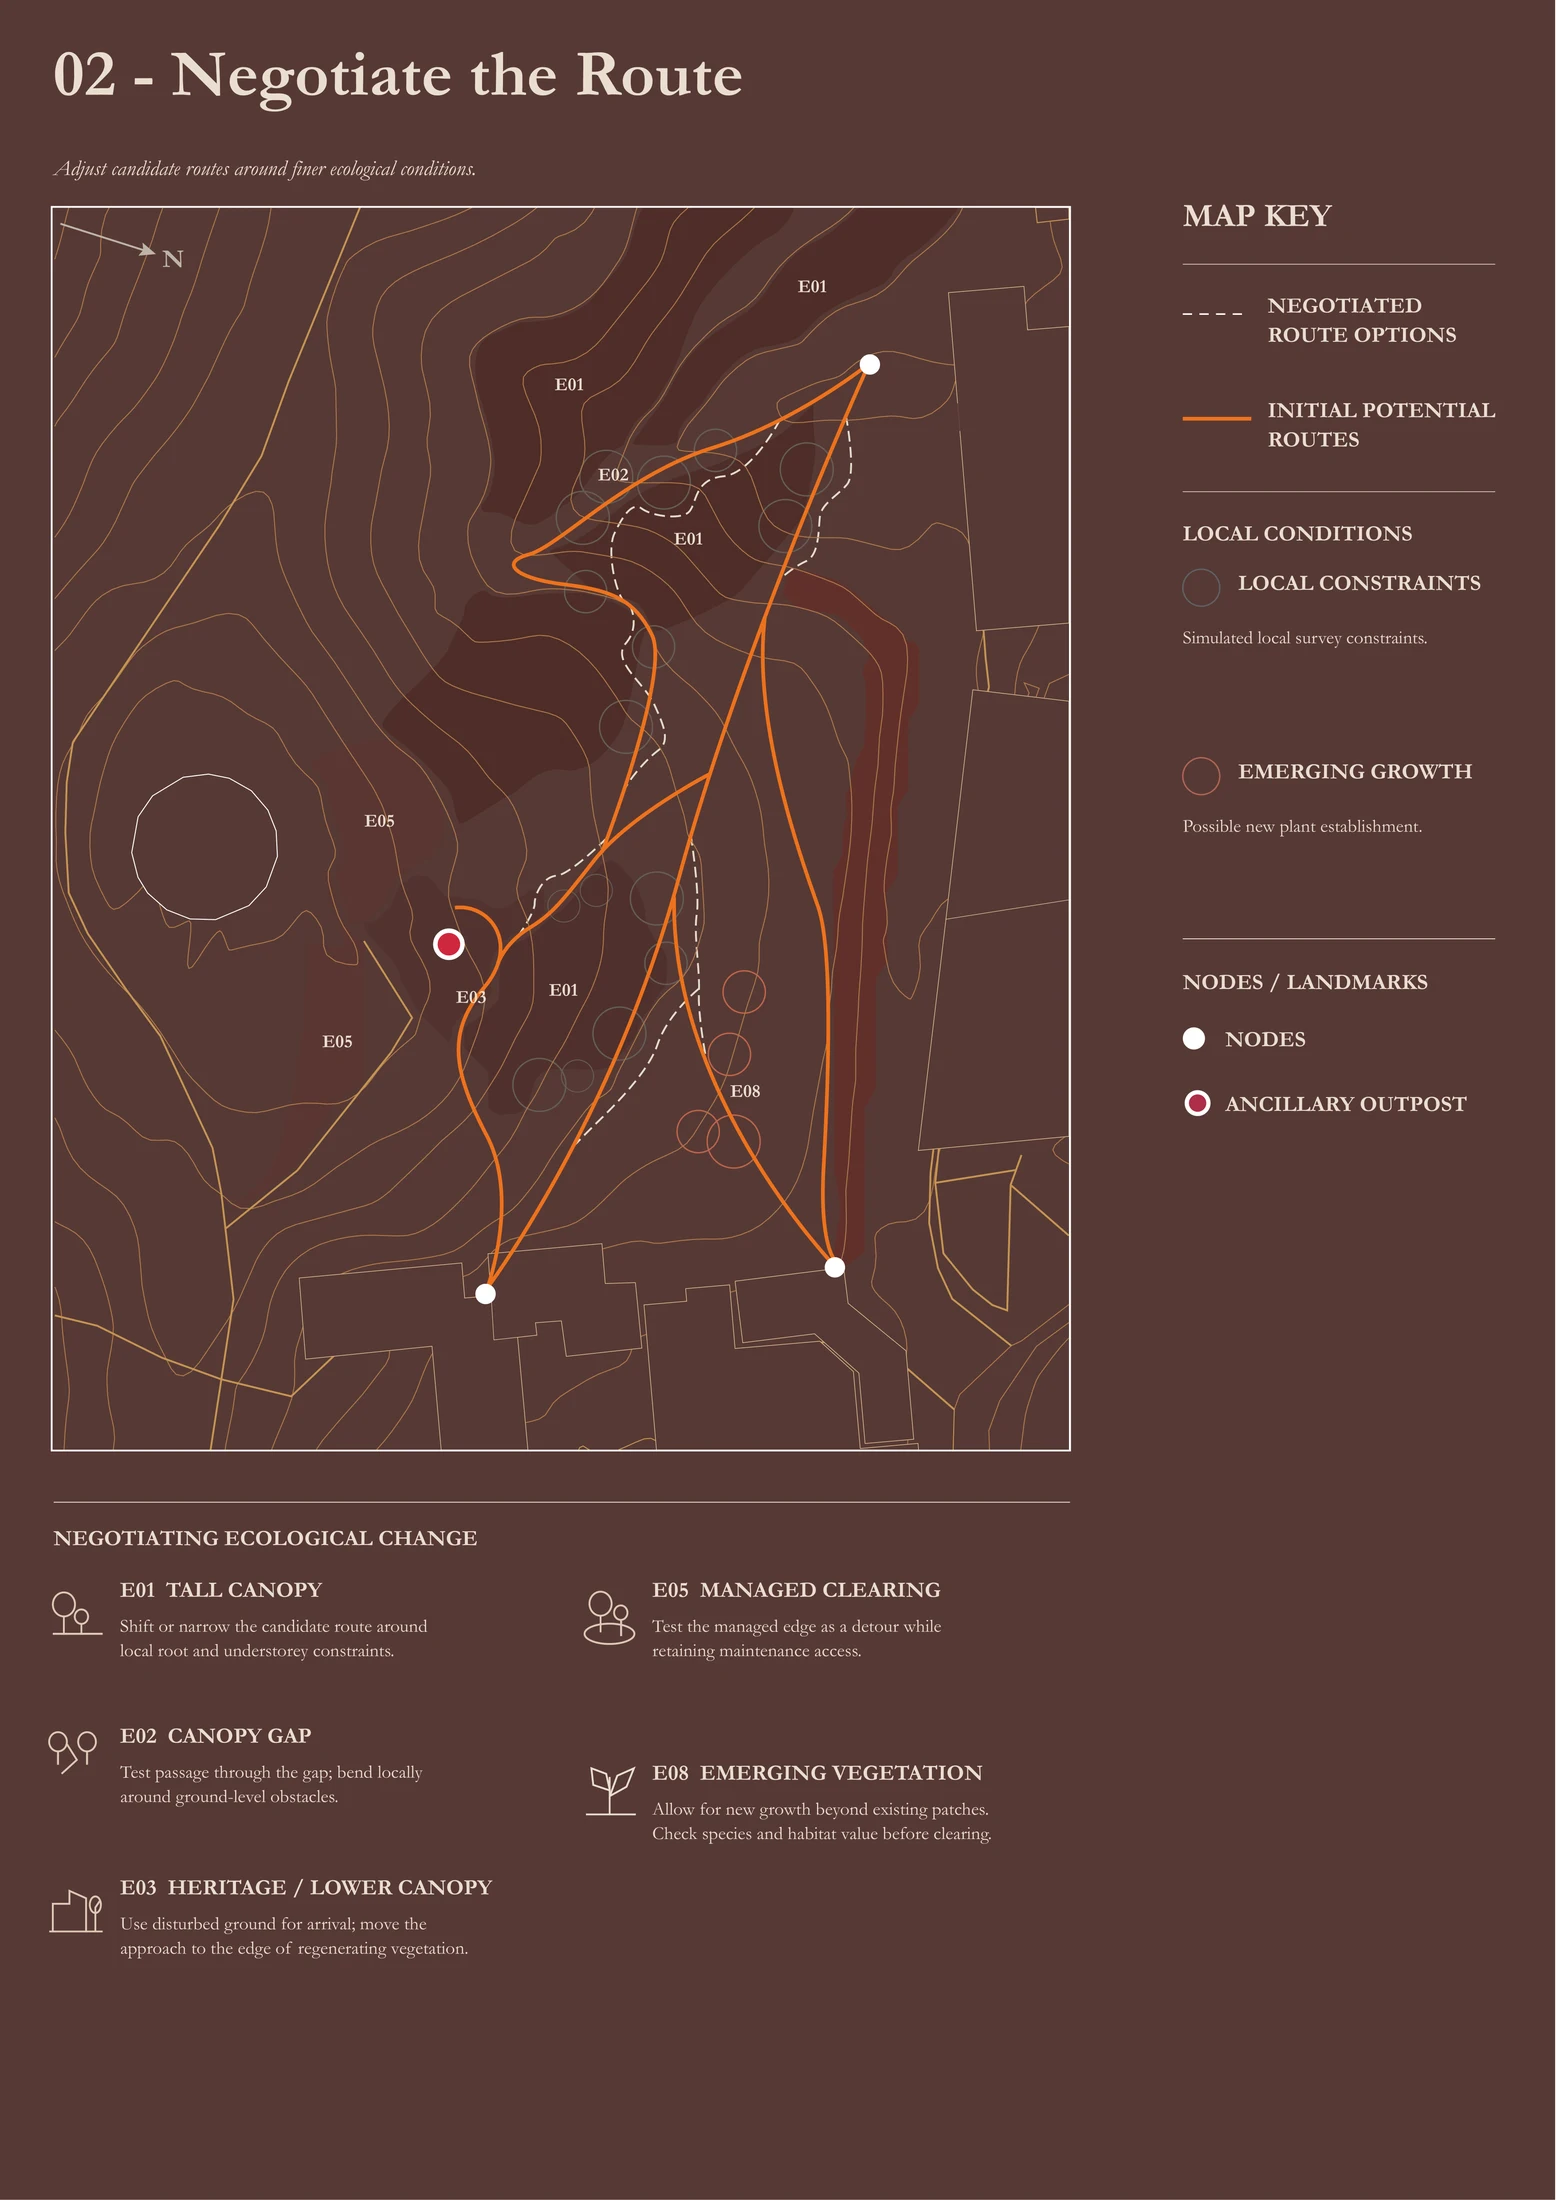 02 - Negotiate the Route
Adjust candidate routes around finer ecological conditions.
N
E01
E01
E02
E01
E05
E03
E01
E05
E08
MAP KEY
NEGOTIATED
ROUTE OPTIONS
INITIAL POTENTIAL
ROUTES
LOCAL CONDITIONS
LOCAL CONSTRAINTS
Simulated local survey constraints.
EMERGING GROWTH
Possible new plant establishment.
NODES / LANDMARKS
NODES
ANCILLARY OUTPOST
NEGOTIATING ECOLOGICAL CHANGE
E01 TALL CANOPY
Shift or narrow the candidate route around
local root and understorey constraints.
E02 CANOPY GAP
Test passage through the gap; bend locally
around ground-level obstacles.
E03 HERITAGE / LOWER CANOPY
Use disturbed ground for arrival; move the
approach to the edge of regenerating vegetation.
E05 MANAGED CLEARING
Test the managed edge as a detour while
retaining maintenance access.
E08 EMERGING VEGETATION
Allow for new growth beyond existing patches.
Check species and habitat value before clearing.